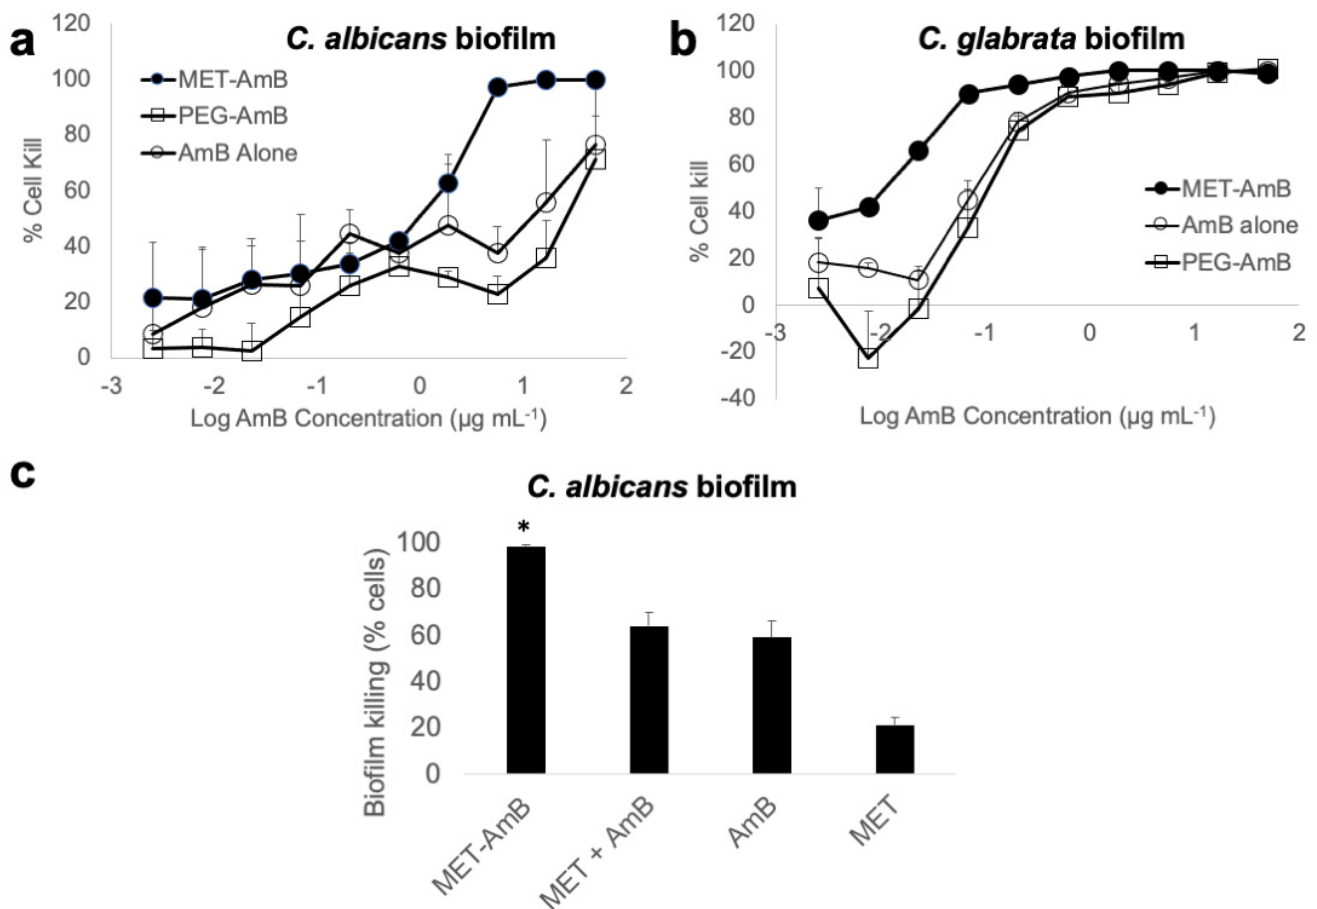 a
C. albicans biofilm
120
100
80
60
40
20
0
% Cell Kill
MET-AmB
PEG-AmB
AmB Alone
-3 -2 -1 0 1 2
Log AmB Concentration (µg mL-1)
b
C. glabrata biofilm
120
100
80
60
40
20
0
-20
-40
% Cell kill
-3 -2 -1 0 1 2
MET-AmB
AmB alone
PEG-AmB
Log AmB Concentration (µg mL-1)
c
C. albicans biofilm
*
100
80
60
40
20
0
Biofilm killing (% cells)
MET-AmB
MET + AmB
AmB
MET